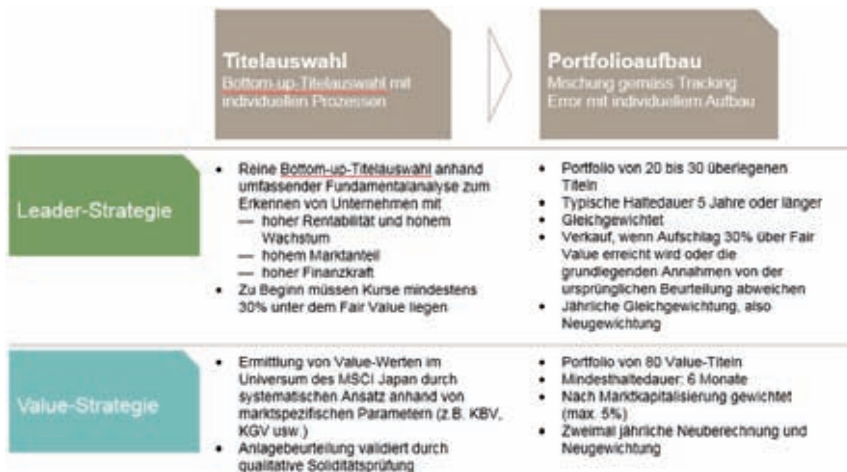 Titelauswahl
Bottom-up-Titelauswahl mit
individuellen Prozessen
Portfolioaufbau
Mischung gemäss Tracking
Error mit individuellem Aufbau
Leader-Strategie
• Reine Bottom-up-Titelauswahl anhand
umfassender Fundamentalanalyse zum
Erkennen von Unternehmen mit
— hoher Rentabilität und hohem
Wachstum
— hohem Marktanteil
— hoher Finanzkraft
• Zu Beginn müssen Kurse mindestens
30% unter dem Fair Value liegen
• Portfolio von 20 bis 30 überlegenen
Titeln
• Typische Haltedauer 5 Jahre oder länger
• Gleichgewichtet
• Verkauf, wenn Aufschlag 30% über Fair
Value erreicht wird oder die
grundlegenden Annahmen von der
ursprünglichen Beurteilung abweichen
• Jährliche Gleichgewichtung, also
Neugewichtung
Value-Strategie
• Ermittlung von Value-Werten im
Universum des MSCI Japan durch
systematischen Ansatz anhand von
marktspezifischen Parametern (z.B. KBV,
KGV usw.)
• Anlagebeurteilung validiert durch
qualitative Soliditätsprüfung
• Portfolio von 80 Value-Titeln
• Mindesthaltedauer: 6 Monate
• Nach Marktkapitalisierung gewichtet
(max. 5%)
• Zweimal jährliche Neuberechnung und
Neugewichtung